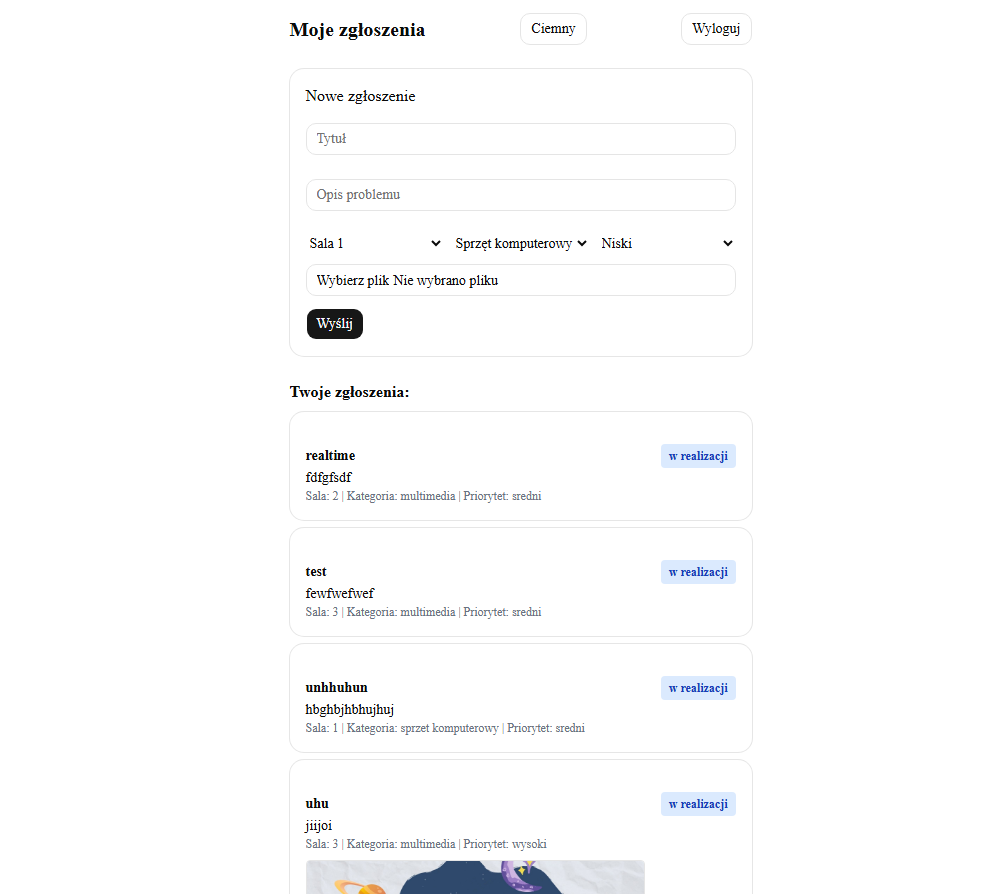 Moje zgłoszenia Ciemny Wyloguj
Nowe zgłoszenie
Tytuł
Opis problemu
Sala 1 Sprzęt komputerowy Niski
Wybierz plik Nie wybrano pliku
Wyślij
Twoje zgłoszenia:
realtime w realizacji
fdfgfsdf
Sala: 2 | Kategoria: multimedia | Priorytet: sredni
test w realizacji
fewfwefwef
Sala: 3 | Kategoria: multimedia | Priorytet: sredni
unhhuhun w realizacji
hbghbjhbhujhuj
Sala: 1 | Kategoria: sprzet komputerowy | Priorytet: sredni
uhu w realizacji
jiijoi
Sala: 3 | Kategoria: multimedia | Priorytet: wysoki